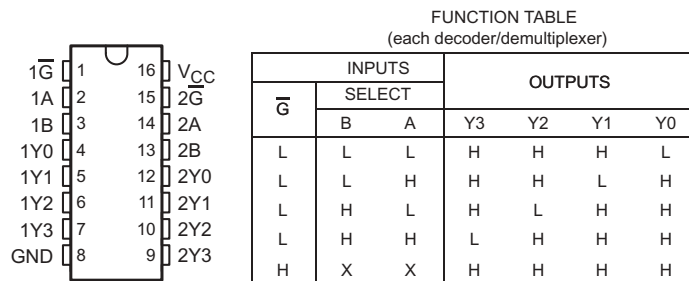 1G̅ 1 16 VCC
1A 2 15 2G̅
1B 3 14 2A
1Y0 4 13 2B
1Y1 5 12 2Y0
1Y2 6 11 2Y1
1Y3 7 10 2Y2
GND 8 9 2Y3
FUNCTION TABLE
(each decoder/demultiplexer)
INPUTS OUTPUTS
G̅ SELECT
B A Y3 Y2 Y1 Y0
L L L H H H L
L L H H H L H
L H L H L H H
L H H L H H H
H X X H H H H